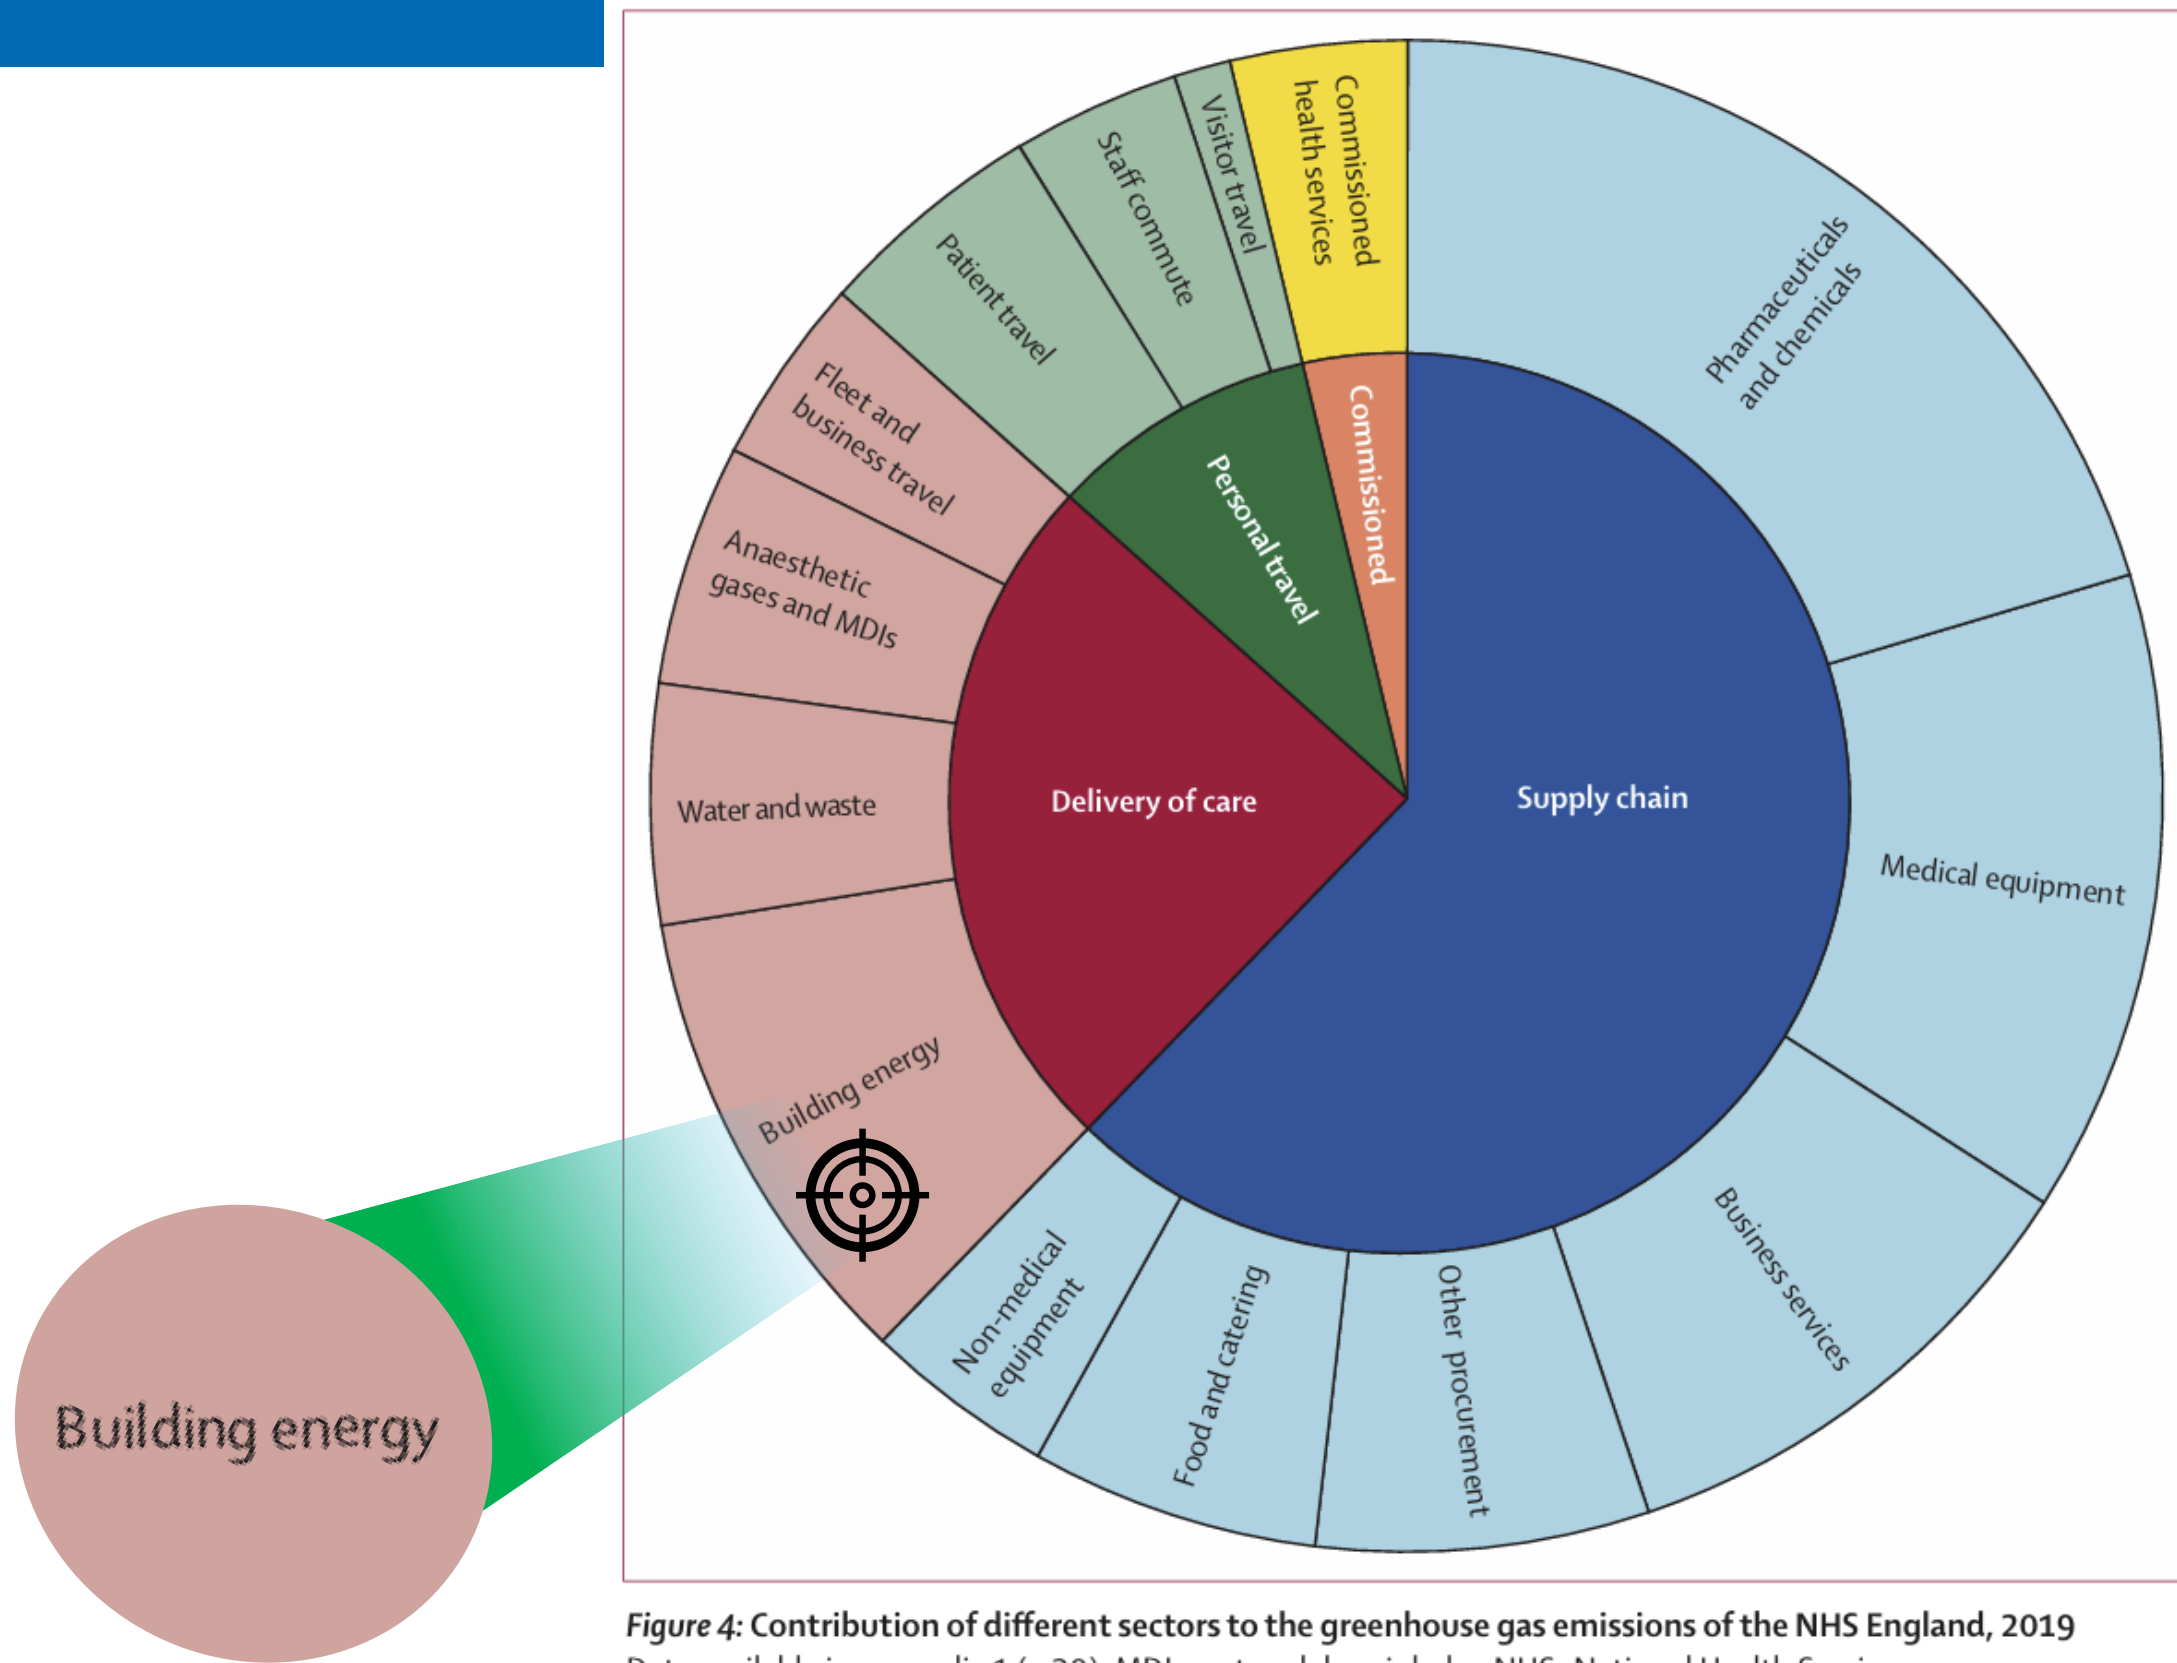 Commissioned
health services
Visitor travel
Staff commute
Patient travel
Fleet and
business travel
Anaesthetic
gases and MDIs
Water and waste
Building energy
Pharmaceuticals
and chemicals
Medical equipment
Business services
Other procurement
Food and catering
Non-medical
equipment
Commissioned
Personal travel
Delivery of care
Supply chain
Building energy
Figure 4: Contribution of different sectors to the greenhouse gas emissions of the NHS England, 2019